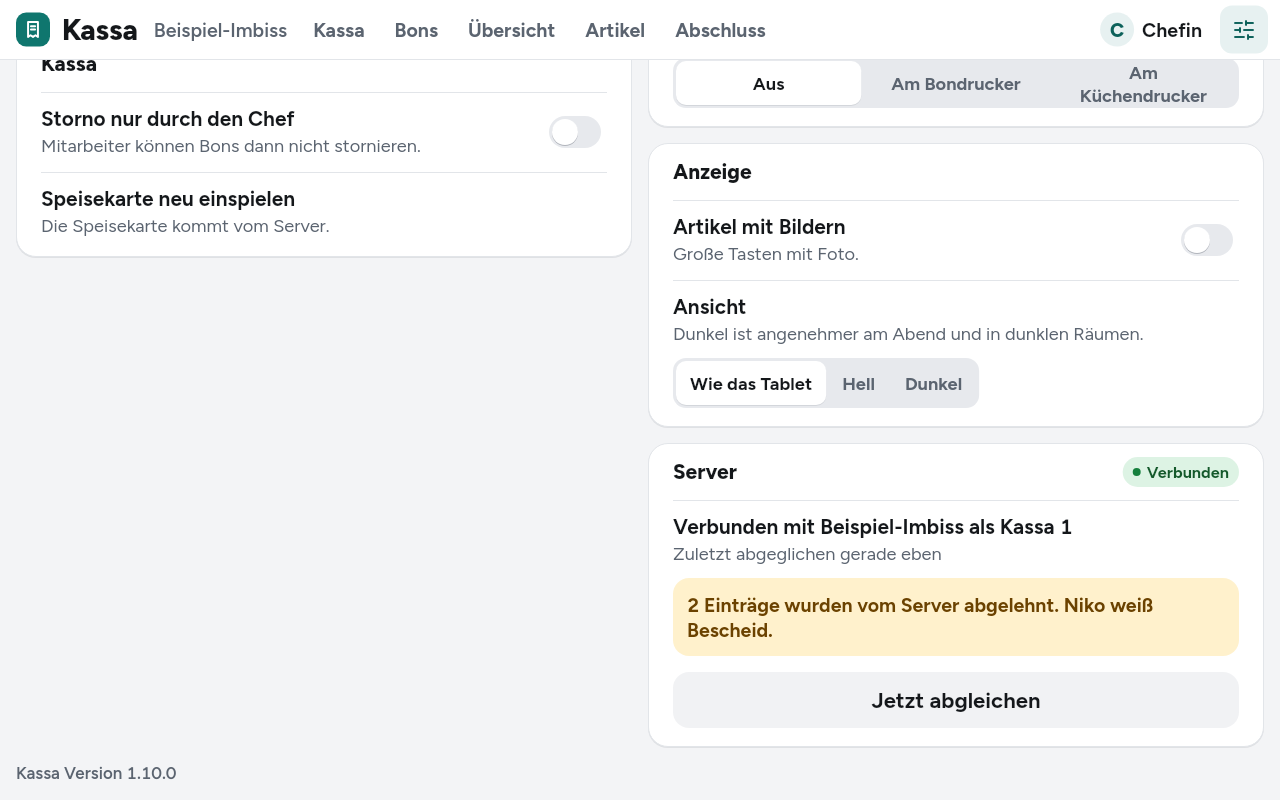 Kassa Beispiel-Imbiss Kassa Bons Übersicht Artikel Abschluss C Chefin
Kassa
Storno nur durch den Chef
Mitarbeiter können Bons dann nicht stornieren.
Speisekarte neu einspielen
Die Speisekarte kommt vom Server.
Aus Am Bondrucker Am
Küchendrucker
Anzeige
Artikel mit Bildern
Große Tasten mit Foto.
Ansicht
Dunkel ist angenehmer am Abend und in dunklen Räumen.
Wie das Tablet Hell Dunkel
Server Verbunden
Verbunden mit Beispiel-Imbiss als Kassa 1
Zuletzt abgeglichen gerade eben
2 Einträge wurden vom Server abgelehnt. Niko weiß
Bescheid.
Jetzt abgleichen
Kassa Version 1.10.0